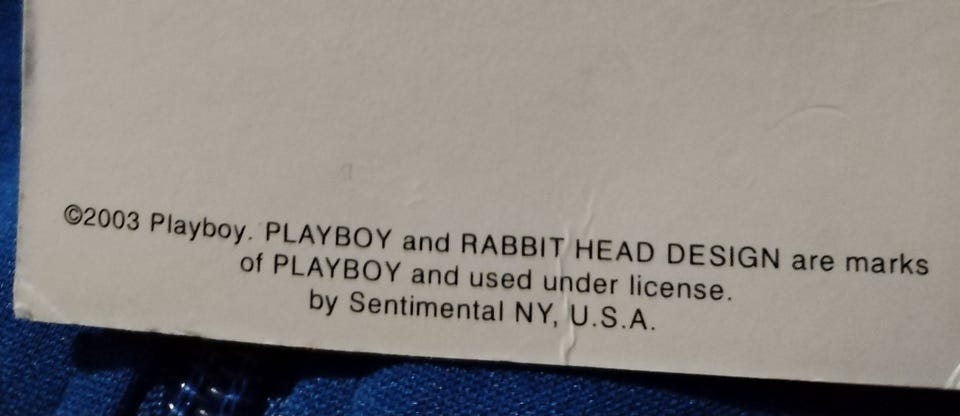 ©2003 Playboy. PLAYBOY and RABBIT HEAD DESIGN are marks
of PLAYBOY and used under license.
by Sentimental NY, U.S.A.